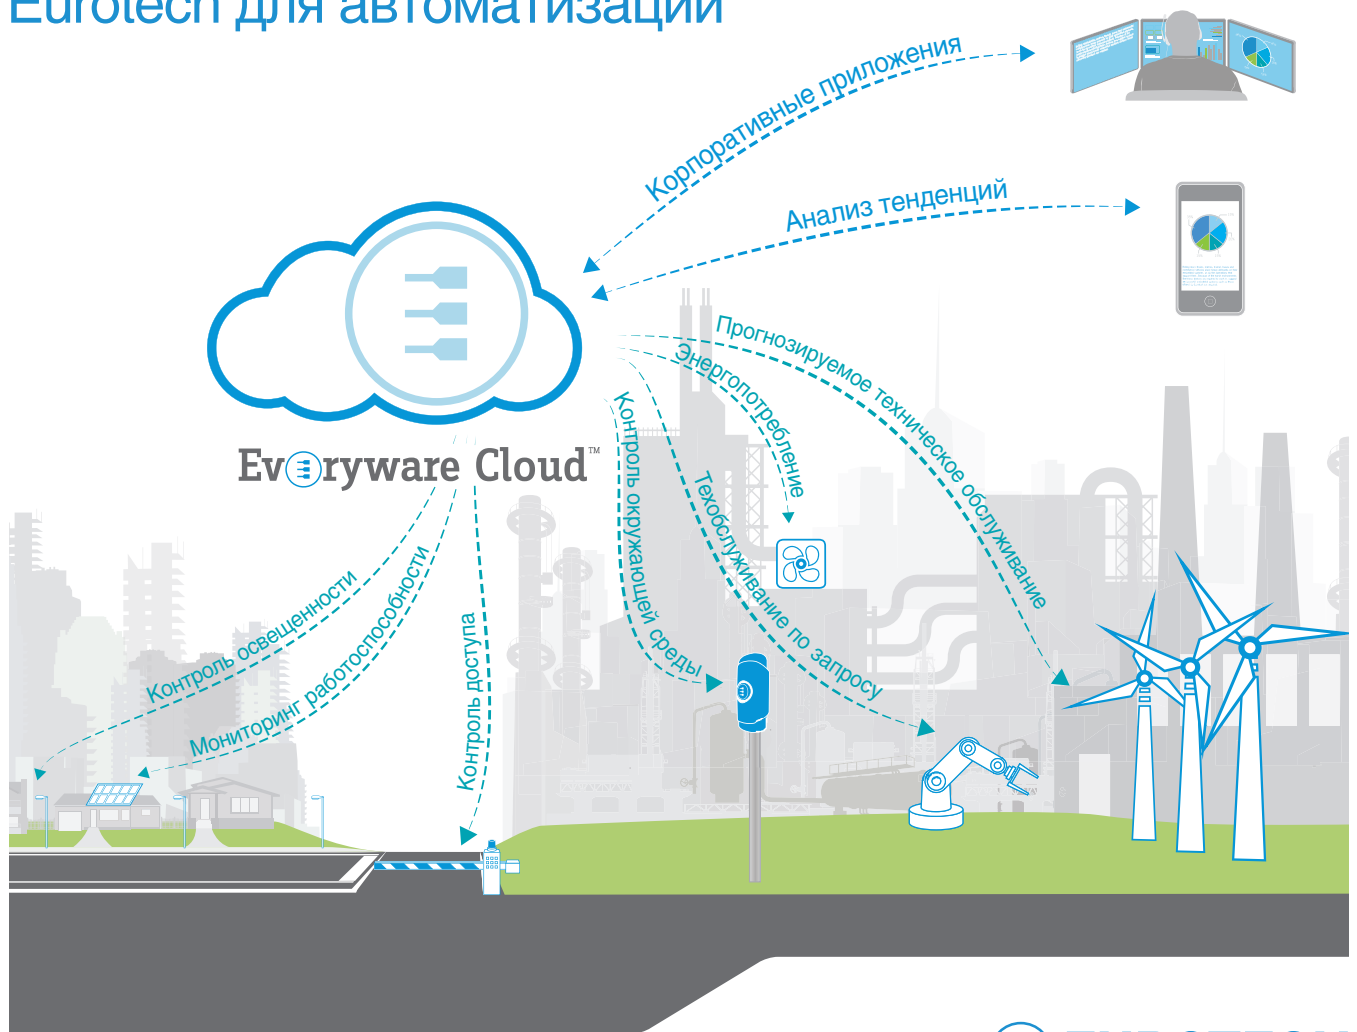 Eurotech для автоматизации
Корпоративные приложения
Анализ тенденций
Прогнозируемое техническое обслуживание
Энергопотребление
Контроль окружающей среды
Техобслуживание по запросу
Everyware Cloud™
Контроль освещенности
Мониторинг работоспособности
Контроль доступа